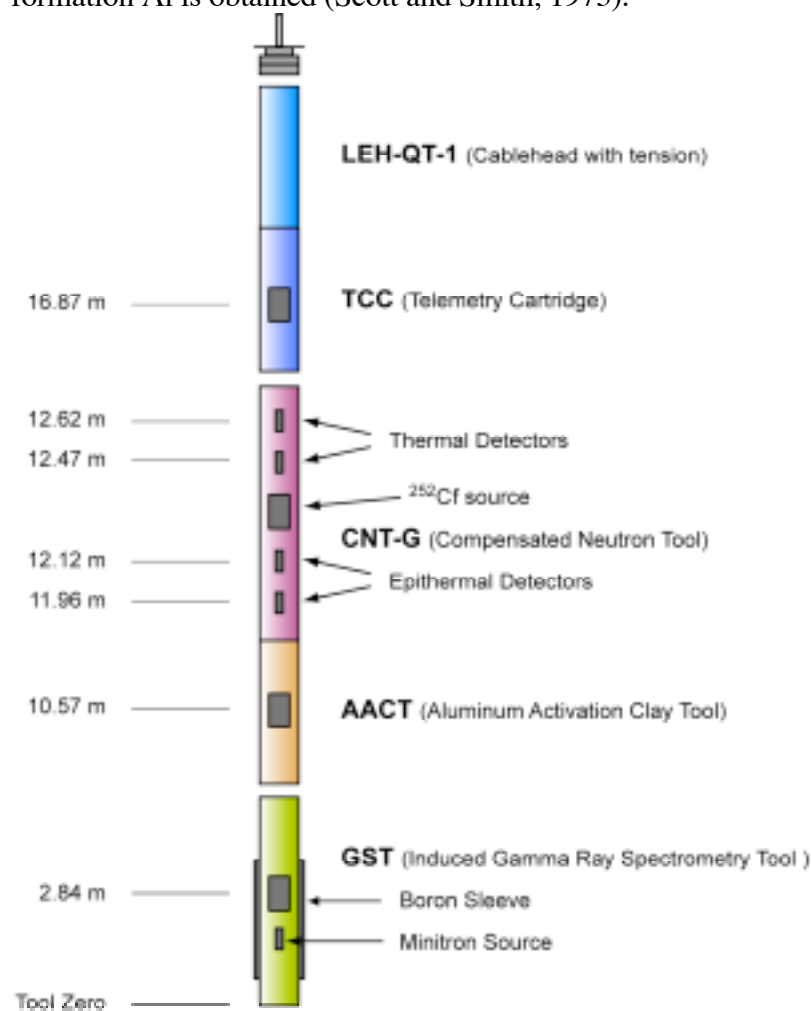 formation Al is obtained (Scott and Smith, 1973).
LEH-QT-1 (Cablehead with tension)
16.87 m
TCC (Telemetry Cartridge)
12.62 m
Thermal Detectors
12.47 m
252Cf source
CNT-G (Compensated Neutron Tool)
12.12 m
Epithermal Detectors
11.96 m
10.57 m
AACT (Aluminum Activation Clay Tool)
GST (Induced Gamma Ray Spectrometry Tool )
2.84 m
Boron Sleeve
Minitron Source
Tool Zero